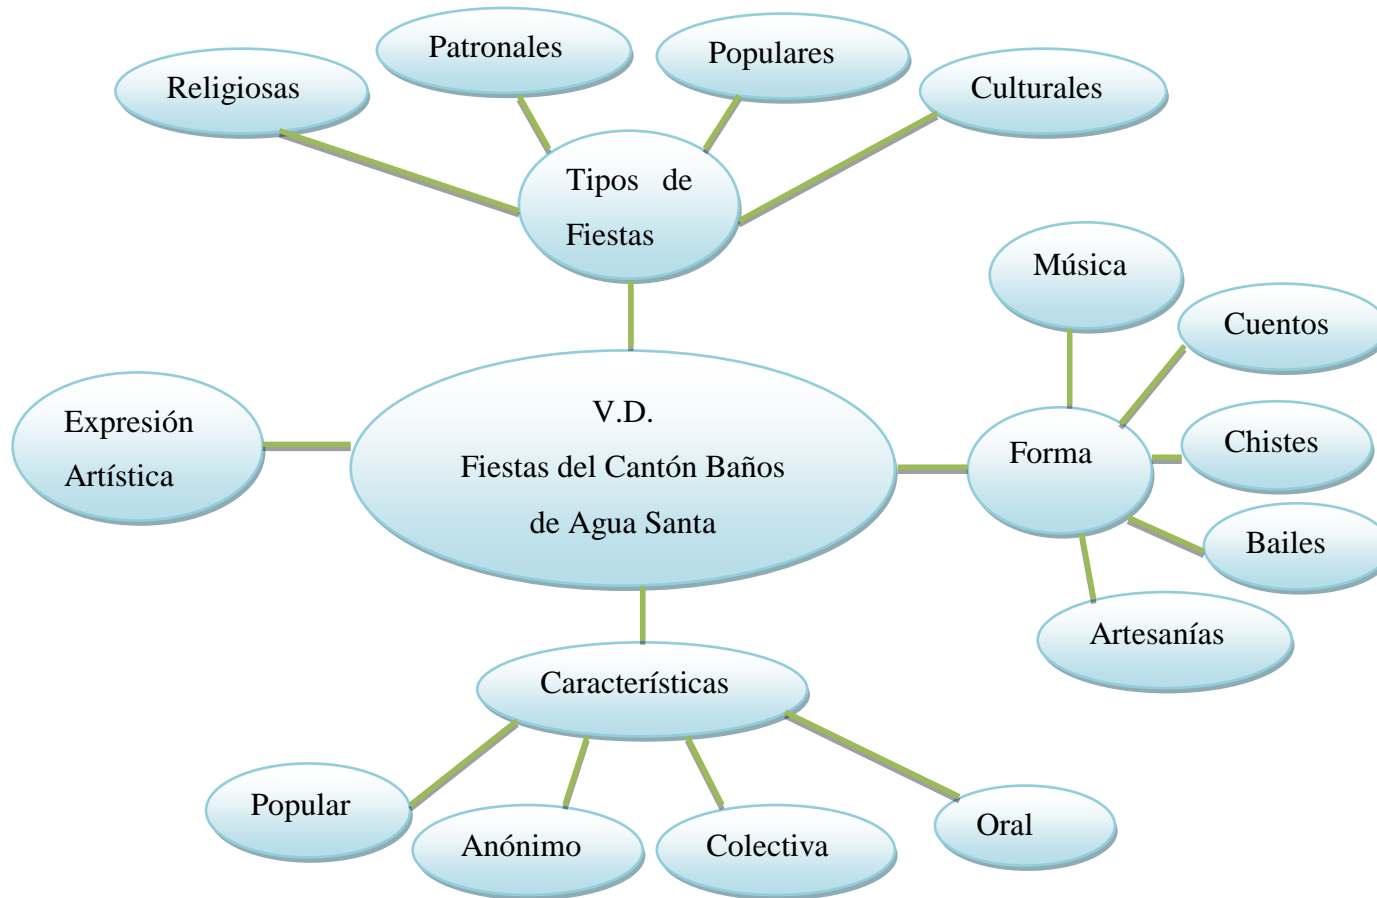 Religiosas
Patronales
Populares
Culturales
Tipos de
Fiestas
Música
Cuentos
Expresión
Artística
V.D.
Fiestas del Cantón Baños
de Agua Santa
Forma
Chistes
Bailes
Artesanías
Características
Popular
Anónimo
Colectiva
Oral